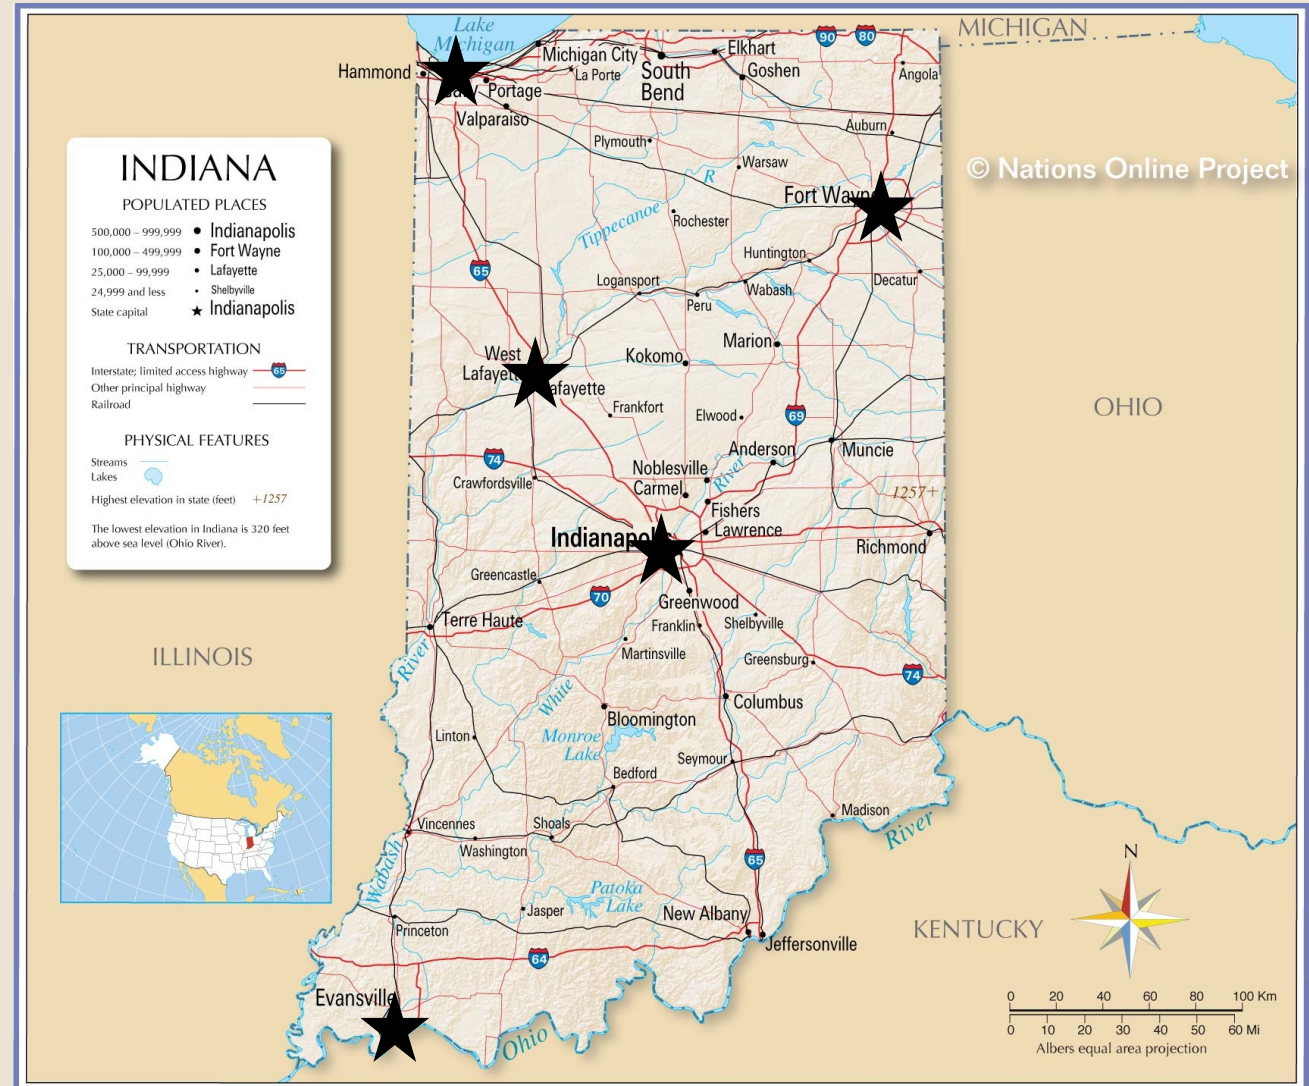 Lake
Michigan
MICHIGAN
90
80
Hammond
Michigan City
Elkhart
La Porte
South
Bend
Goshen
Angola
Portage
Valparaiso
Auburn
Plymouth
Warsaw
R
© Nations Online Project
Fort Wayne
Tippecanoe
Rochester
Huntington
65
Logansport
Decatur
Wabash
Peru
Marion
West
Lafayette
Kokomo
Lafayette
Frankfort
Elwood
69
OHIO
Anderson
Muncie
74
Noblesville
River
Carmel
Crawfordsville
1257+
Fishers
Lawrence
Indianapolis
Richmond
Greencastle
70
Greenwood
Terre Haute
Franklin
Shelbyville
Martinsville
Greensburg
River
74
ILLINOIS
White
Columbus
Bloomington
Linton
Monroe
Lake
Seymour
Bedford
Madison
Vincennes
Shoals
Washington
River
65
Wabash
Patoka
Lake
Jasper
New Albany
Princeton
Jeffersonville
KENTUCKY
64
Evansville
Ohio
INDIANA
POPULATED PLACES
500,000 – 999,999 Indianapolis
100,000 – 499,999 Fort Wayne
25,000 – 99,999 Lafayette
24,999 and less Shelbyville
State capital Indianapolis
TRANSPORTATION
Interstate; limited access highway 65
Other principal highway
Railroad
PHYSICAL FEATURES
Streams
Lakes
Highest elevation in state (feet) +1257
The lowest elevation in Indiana is 320 feet
above sea level (Ohio River).
N
0 20 40 60 80 100 Km
0 10 20 30 40 50 60 Mi
Albers equal area projection